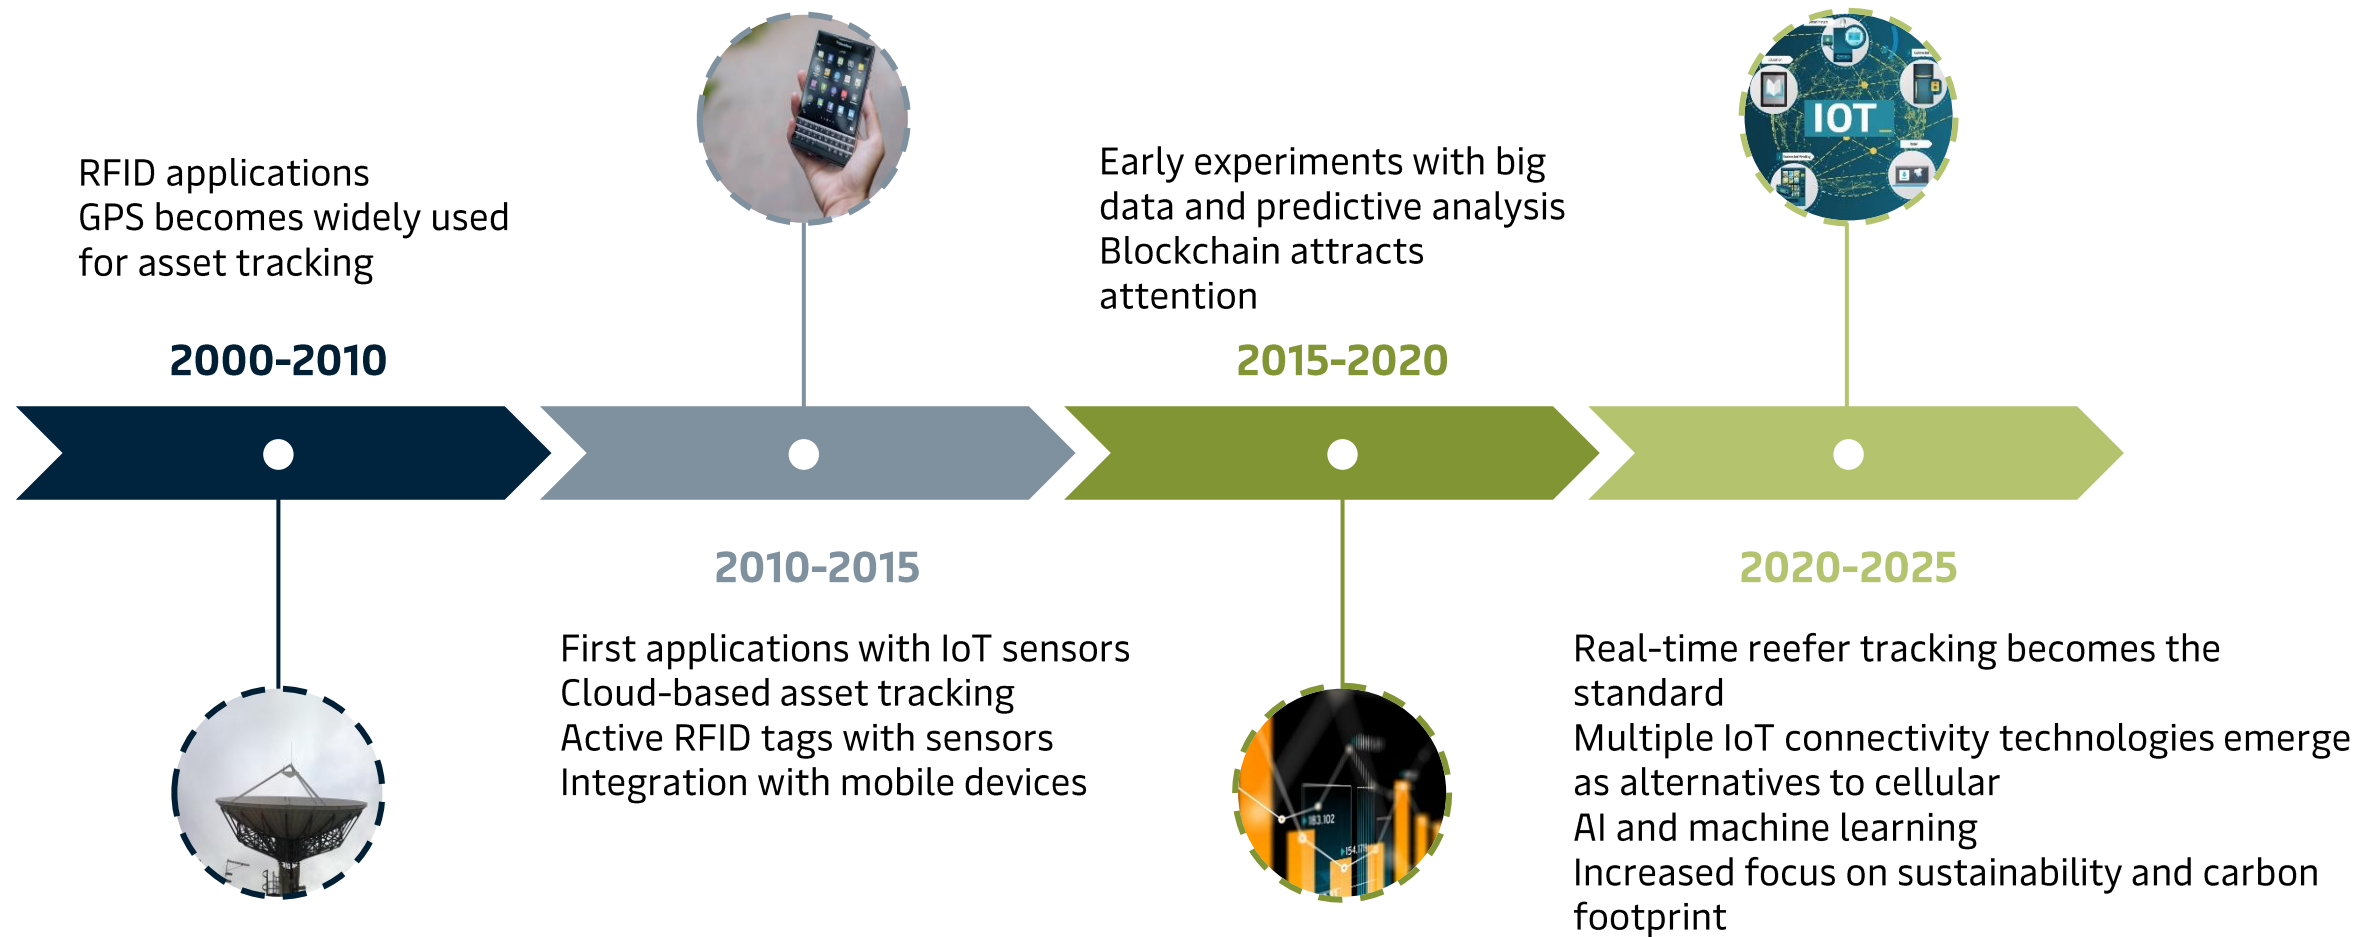 RFID applications
GPS becomes widely used
for asset tracking
2000-2010
2010-2015
First applications with IoT sensors
Cloud-based asset tracking
Active RFID tags with sensors
Integration with mobile devices
Early experiments with big
data and predictive analysis
Blockchain attracts
attention
2015-2020
183.102
IOT_
2020-2025
Real-time reefer tracking becomes the
standard
Multiple IoT connectivity technologies emerge
as alternatives to cellular
AI and machine learning
Increased focus on sustainability and carbon
footprint